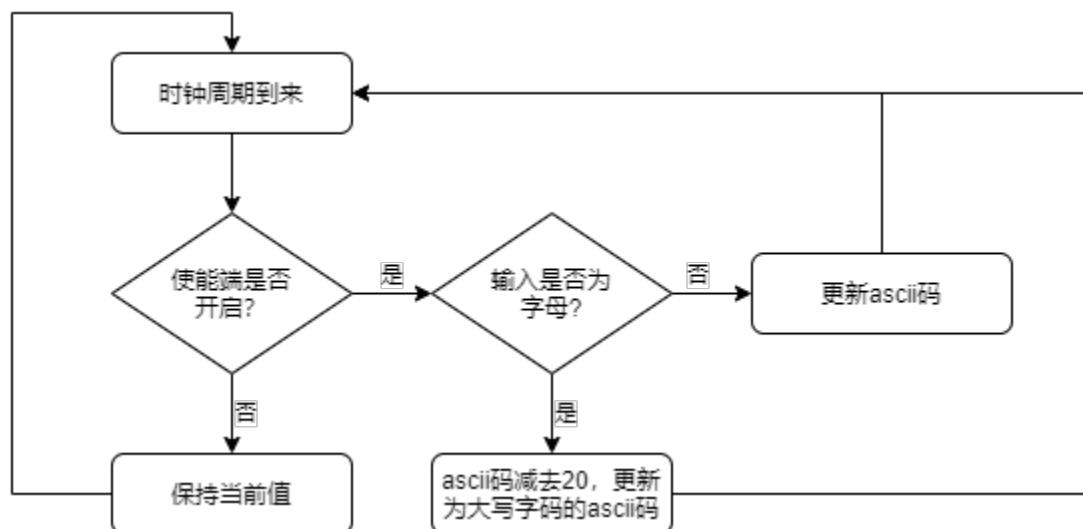 时钟周期到来
使能端是否
开启？
是
输入是否为
字母？
否
更新ascii码
否
是
保持当前值
ascii码减去20，更新
为大写字码的ascii码